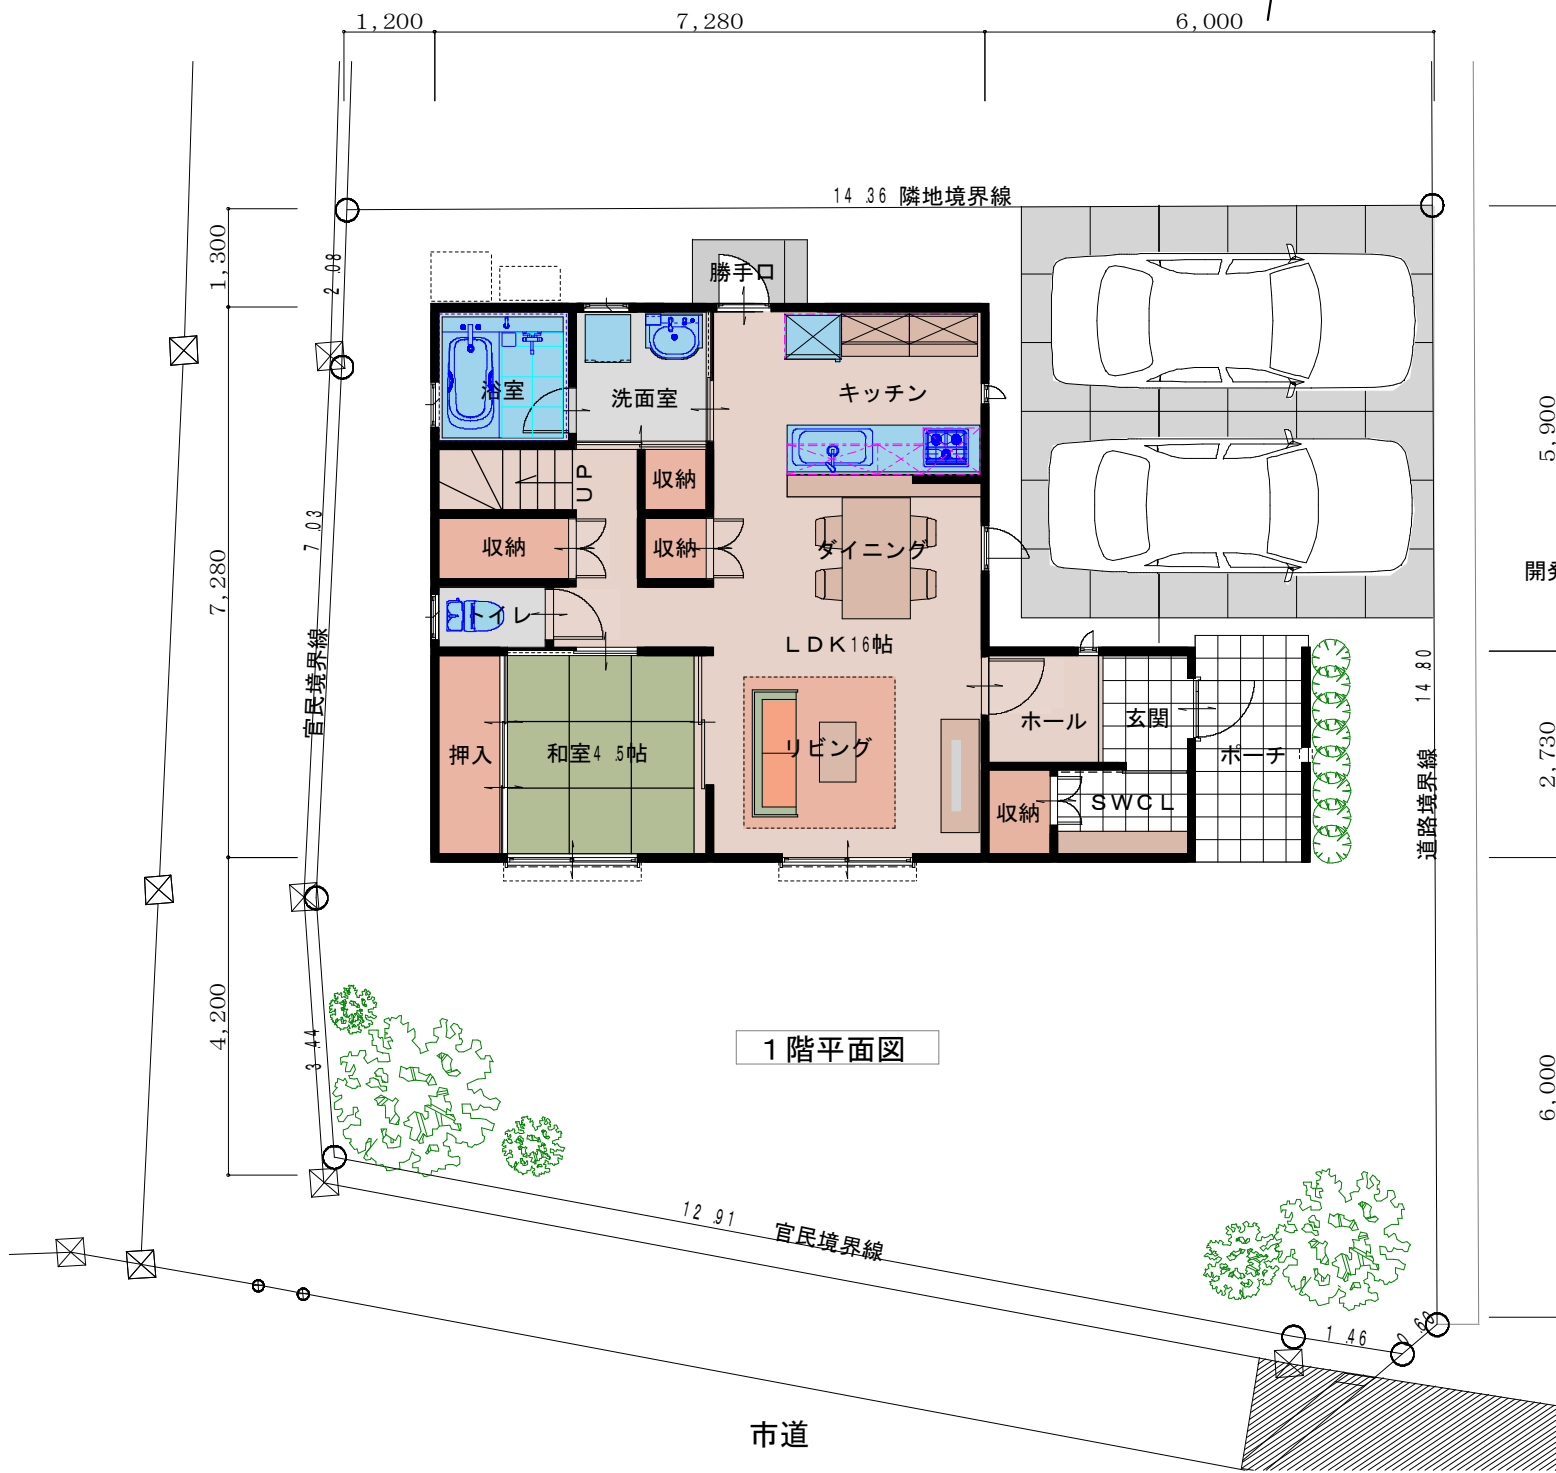 1,200
7,280
6,000
14.36 隣地境界線
1,300
2.08
勝手口
浴室
洗面室
キッチン
5,900
UP
収納
収納
収納
ダイニング
7.03
7,280
トイレ
LDK16帖
14.80
官民境界線
押入
和室4.5帖
リビング
ホール
玄関
ポーチ
2,730
道路境界線
収納
SWCL
4,200
3.44
1階平面図
6,000
12.91
官民境界線
1.46
市道